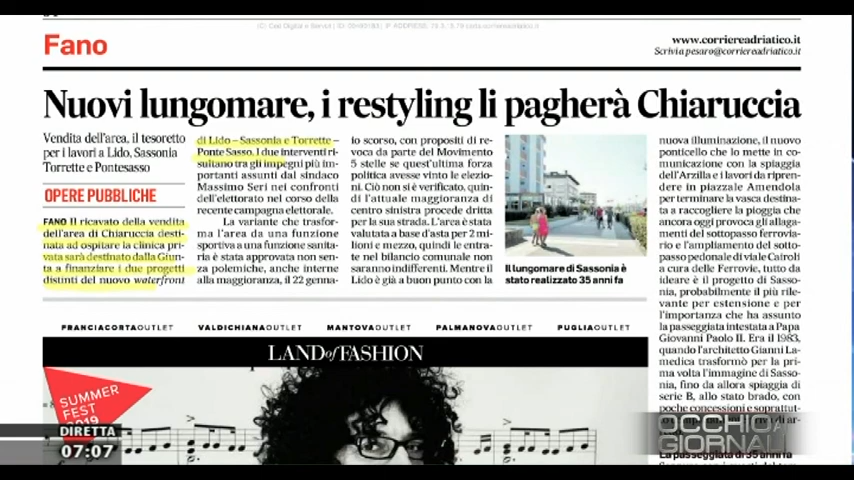 Fano
www.corriereadriatico.it
Scrivia pesaro@corriereadriatico.it
Nuovi lungomare, i restyling li pagherà Chiaruccia
Vendita dell'area, il tesoretto
per i lavori a Lido, Sassonia
Torrette e Pontesasso
OPERE PUBBLICHE
FANO Il ricavato della vendita
dell'area di Chiaruccia desti-
nata ad ospitare la clinica pri-
vata sarà destinato dalla Giun-
ta a finanziare i due progetti
distinti del nuovo waterfront
di Lido – Sassonia e Torrette –
Ponte Sasso. I due interventi ri-
sultano tra gli impegni più im-
portanti assunti dal sindaco
Massimo Seri nei confronti
dell'elettorato nel corso della
recente campagna elettorale.
La variante che trasfor-
ma l'area da una funzione
sportiva a una funzione sanita-
ria è stata approvata non sen-
za polemiche, anche interne
alla maggioranza, il 22 genna-
io scorso, con propositi di re-
voca da parte del Movimento
5 stelle se quest'ultima forza
politica avesse vinto le elezio-
ni. Ciò non si è verificato, quin-
di l'attuale maggioranza di
centro sinistra procede dritta
per la sua strada. L'area è stata
valutata a base d'asta per 2 mi-
lioni e mezzo, quindi le entra-
te nel bilancio comunale non
saranno indifferenti. Mentre il
Lido è già a buon punto con la
Il lungomare di Sassonia è
stato realizzato 35 anni fa
nuova illuminazione, il nuovo
ponticello che lo mette in co-
municazione con la spiaggia
dell'Arzilla e i lavori da ripren-
dere in piazzale Amendola
per terminare la vasca destina-
ta a raccogliere la pioggia che
ancora oggi provoca gli allaga-
menti del sottopasso ferrovia-
rio e l'ampliamento del sotto-
passo pedonale di viale Cairoli
a cura delle Ferrovie, tutto da
ideare è il progetto di Sasso-
nia, probabilmente il più rile-
vante per estensione e per
l'importanza che ha assunto
la passeggiata intestata a Papa
Giovanni Paolo II. Era il 1983,
quando l'architetto Gianni La-
medica trasformò per la pri-
ma volta l'immagine di Sasso-
nia, fino da allora spiaggia di
serie B, allo stato brado, con
poche concessioni e soprattut-
La passeggiata di 35 anni fa
FRANCIACORTAOUTLET VALDICHIANAOUTLET MANTOVAOUTLET PALMANOVAOUTLET PUGLIAOUTLET
LAND of FASHION
SUMMER
FEST
2019
DIRETTA
07:07
OCCHIO AI
GIORNALI